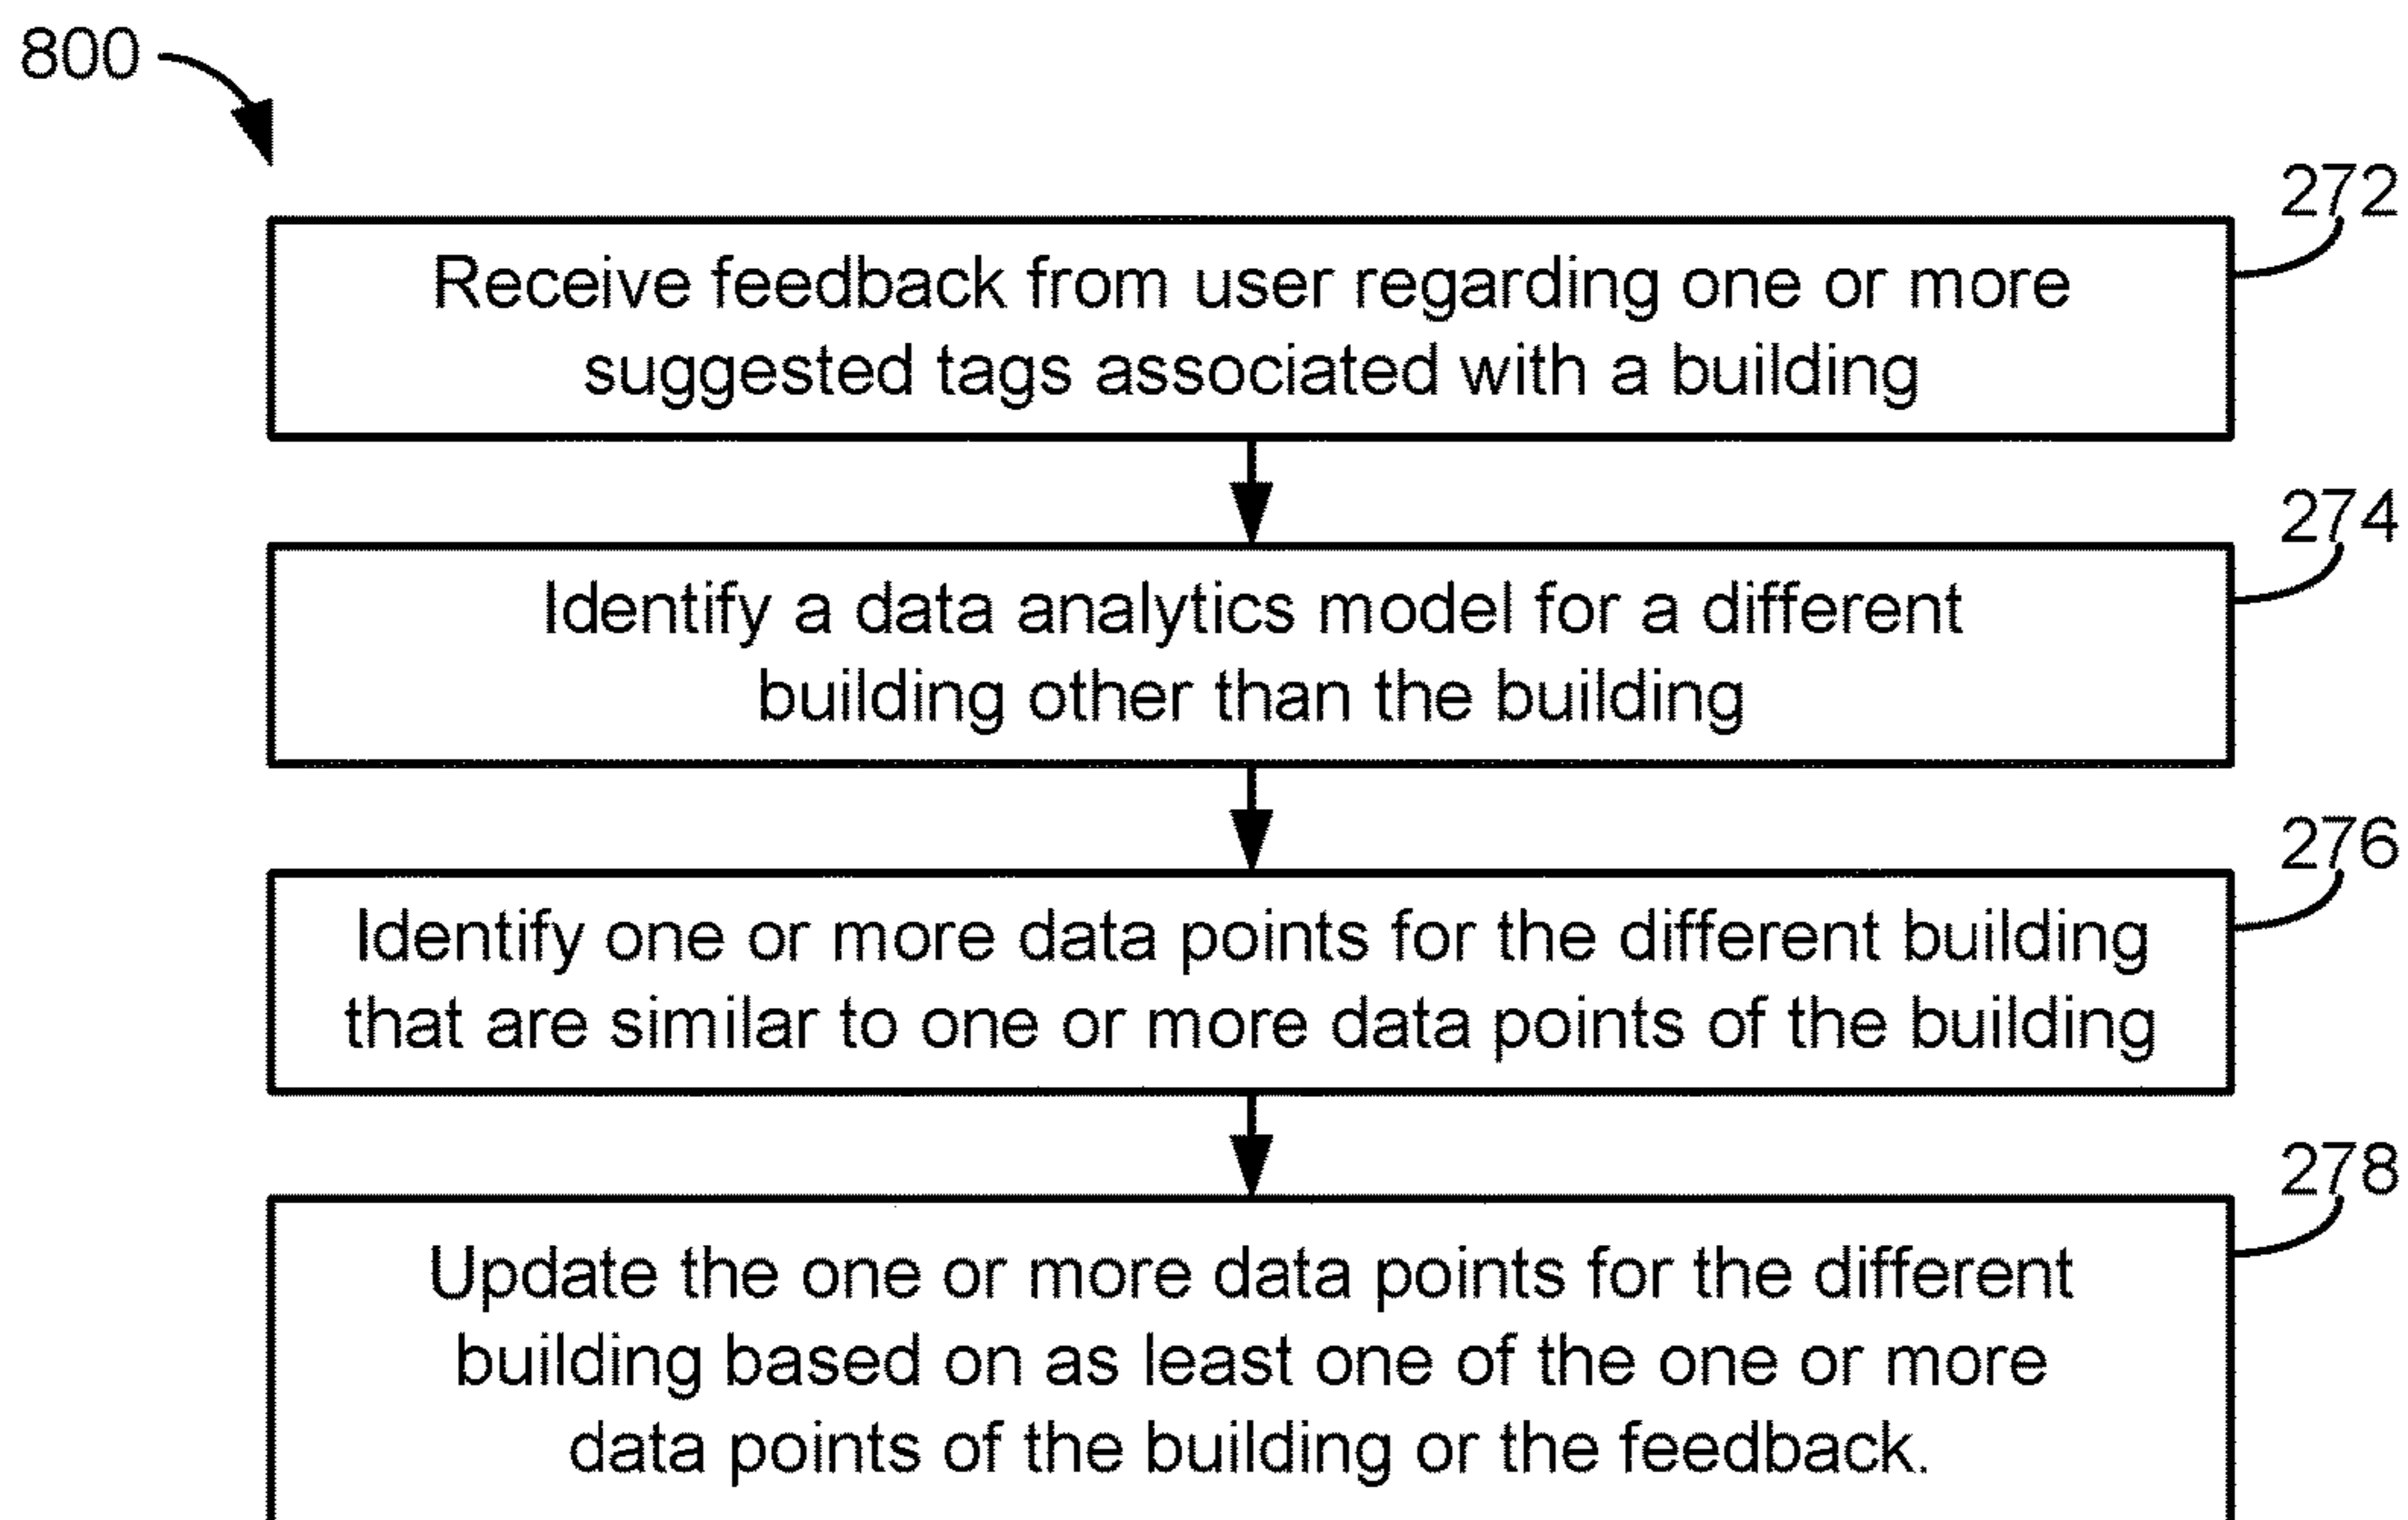 800
272
Receive feedback from user regarding one or more
suggested tags associated with a building
274
Identify a data analytics model for a different
building other than the building
276
Identify one or more data points for the different building
that are similar to one or more data points of the building
278
Update the one or more data points for the different
building based on as least one of the one or more
data points of the building or the feedback.